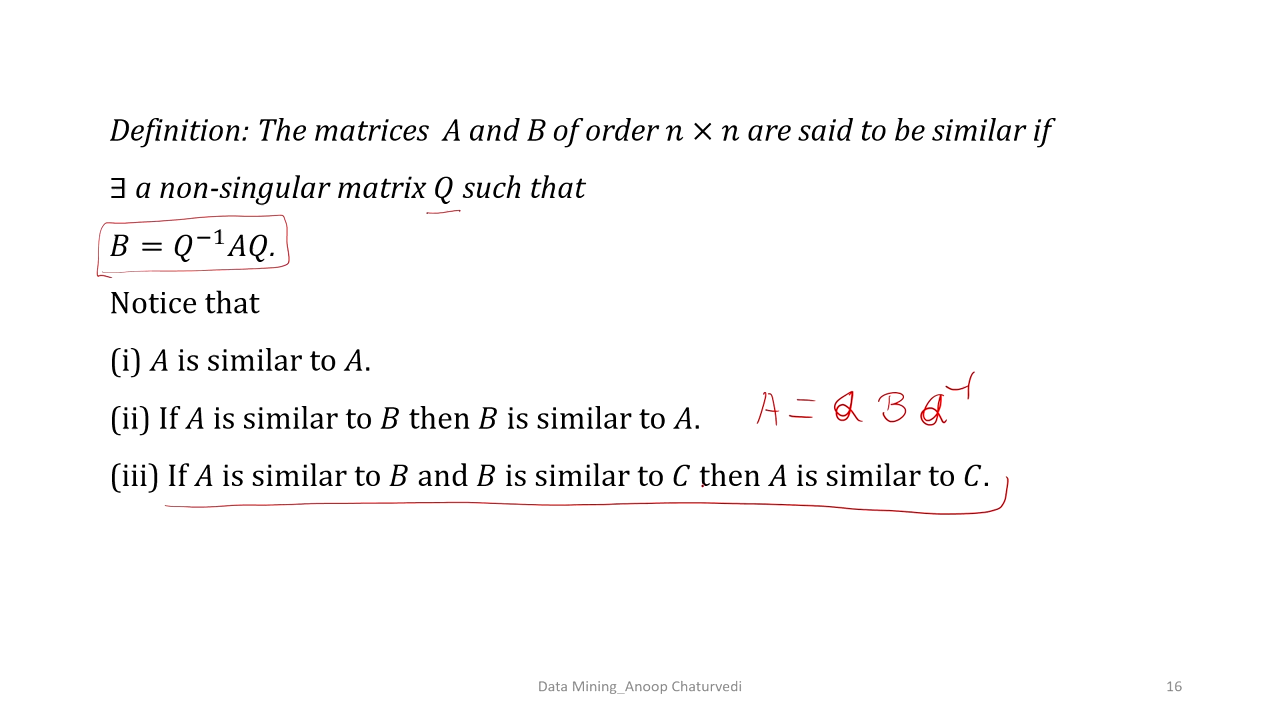 Definition: The matrices A and B of order n × n are said to be similar if
∃ a non-singular matrix Q such that
B = Q⁻¹AQ.
Notice that
(i) A is similar to A.
(ii) If A is similar to B then B is similar to A.
A = Q B Q⁻¹
(iii) If A is similar to B and B is similar to C then A is similar to C.
Data Mining_Anoop Chaturvedi
16